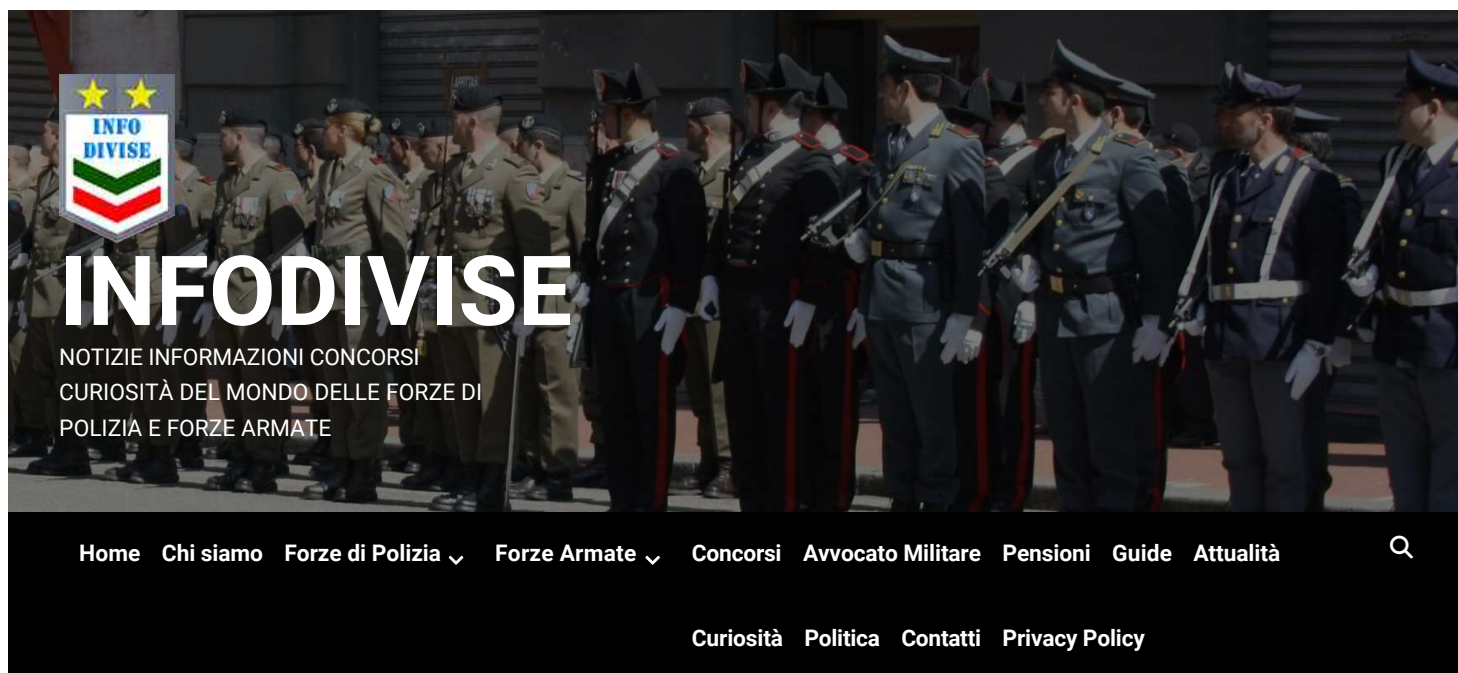 INFO
DIVISE
INFODIVISE
NOTIZIE INFORMAZIONI CONCORSI
CURIOSITÀ DEL MONDO DELLE FORZE DI
POLIZIA E FORZE ARMATE
Home Chi siamo Forze di Polizia Forze Armate Concorsi Avvocato Militare Pensioni Guide Attualità
Curiosità Politica Contatti Privacy Policy